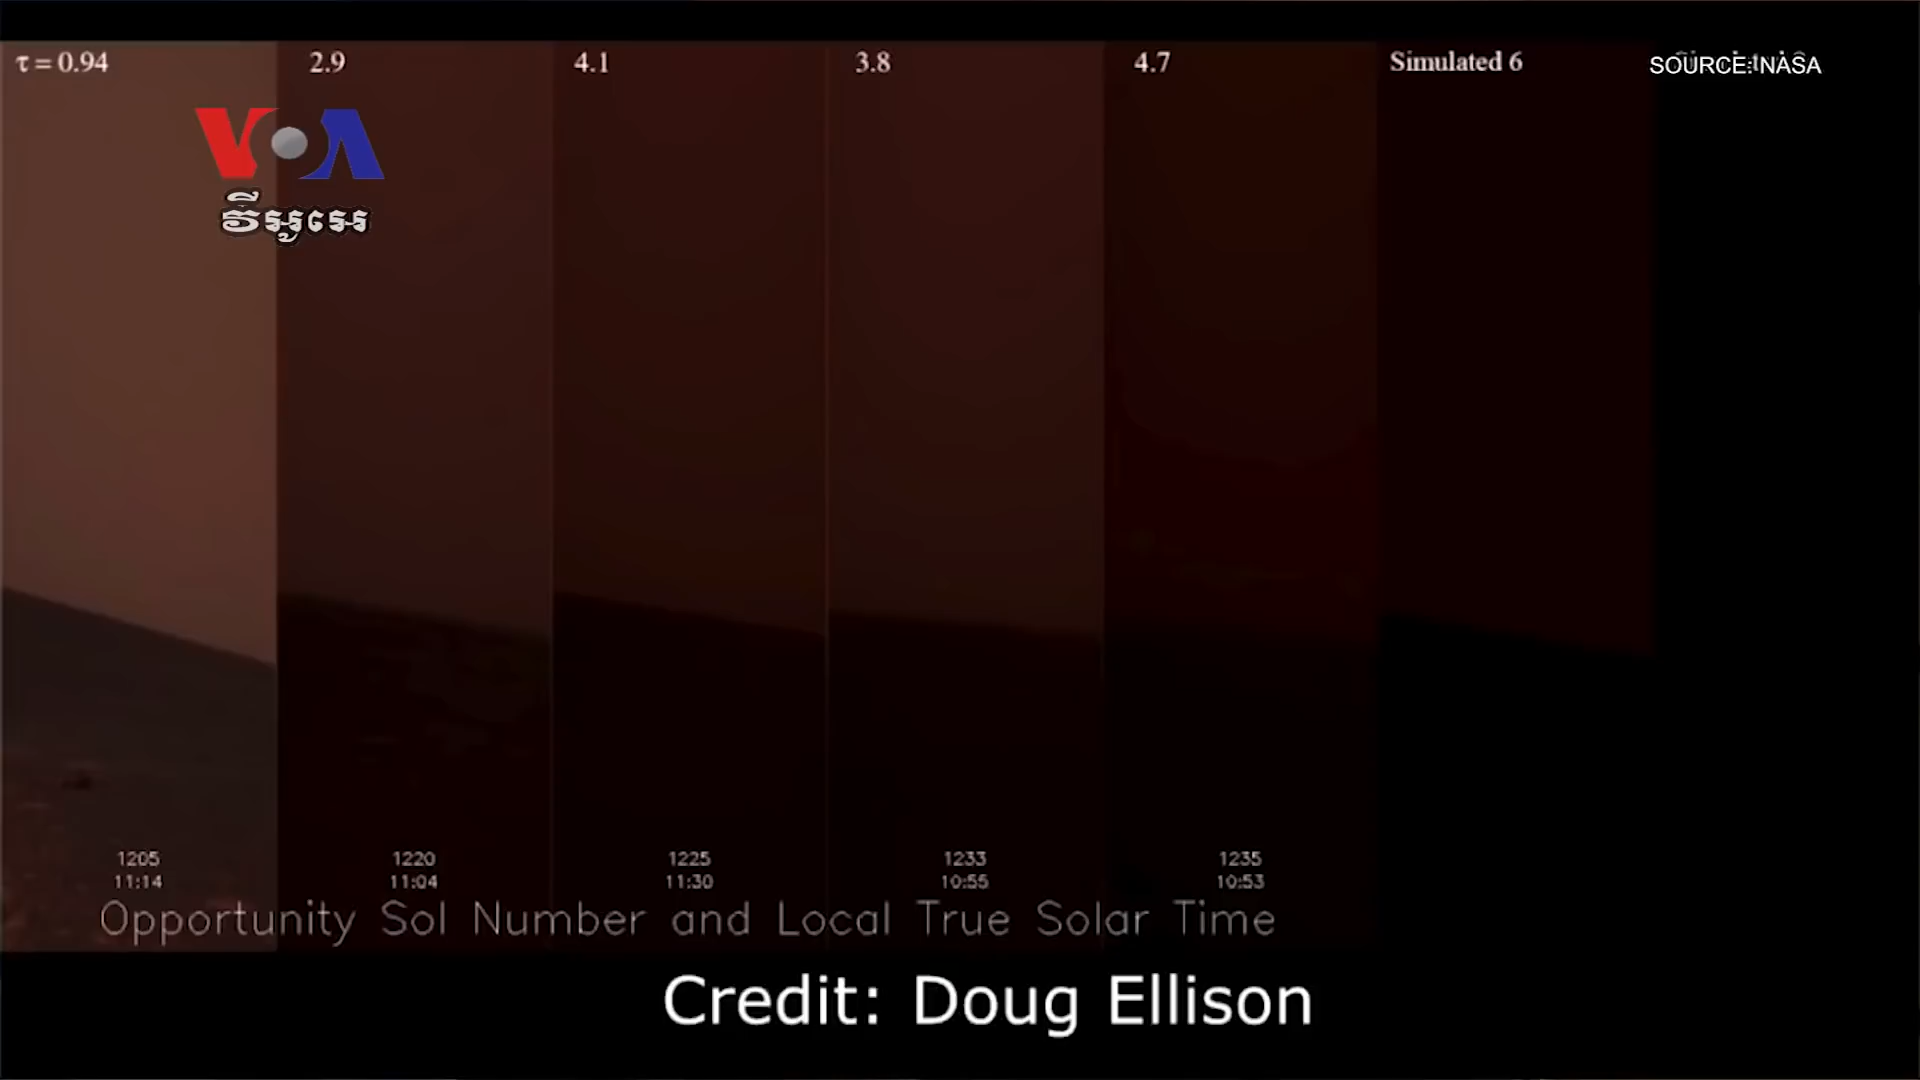 τ = 0.94
2.9
4.1
3.8
4.7
Simulated 6
SOURCE: NASA
VOA
វីអូអេ
1205
11:14
1220
11:04
1225
11:30
1233
10:55
1235
10:53
Opportunity Sol Number and Local True Solar Time
Credit: Doug Ellison